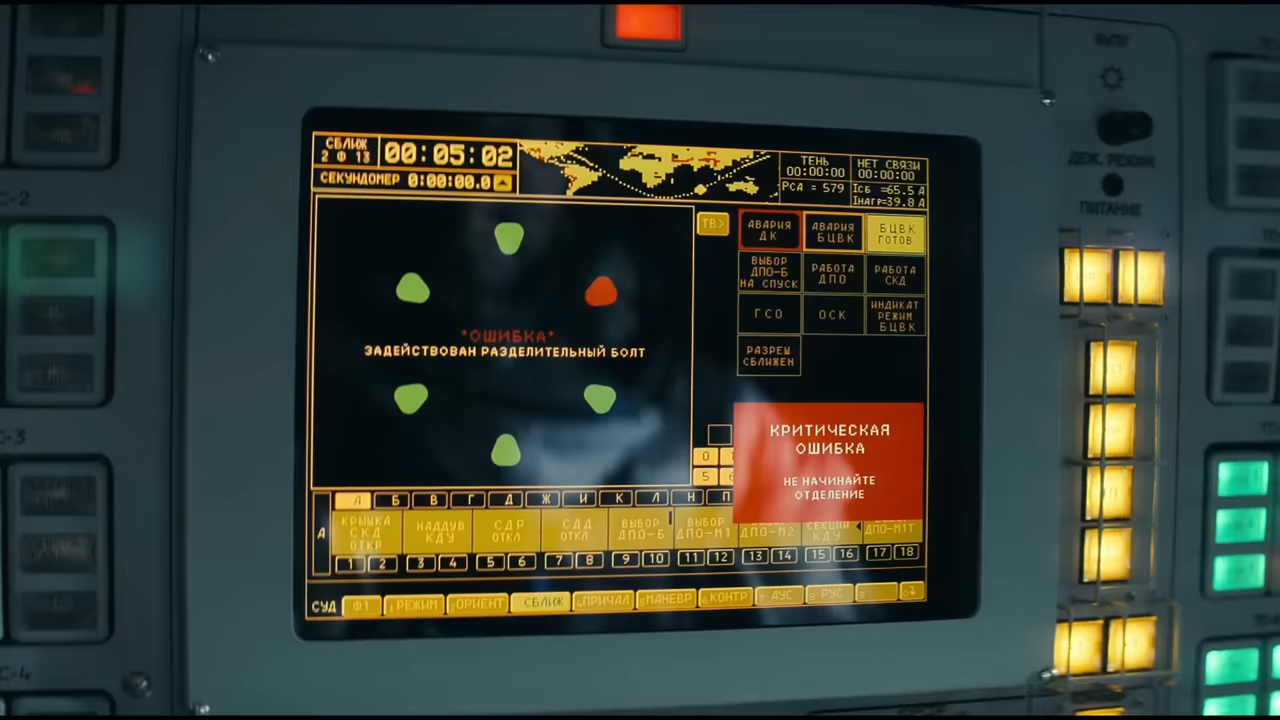 СБЛИЖ
2 Ф 13
00:05:02
СЕКУНДОМЕР 0:00:00.0
ТЕНЬ
00:00:00
РСА = 579
НЕТ СВЯЗИ
00:00:00
IСБ =65.5 А
IНАГР=39.8 А
ТВ>
АВАРИЯ
ДК
АВАРИЯ
БЦВК
БЦВК
ГОТОВ
ВЫБОР
ДПО-Б
НА СПУСК
РАБОТА
ДПО
РАБОТА
СКД
ГСО
ОСК
ИНДИКАТ
РЕЖИМ
БЦВК
РАЗРЕШ
СБЛИЖЕН
*ОШИБКА*
ЗАДЕЙСТВОВАН РАЗДЕЛИТЕЛЬНЫЙ БОЛТ
КРИТИЧЕСКАЯ
ОШИБКА
НЕ НАЧИНАЙТЕ
ОТДЕЛЕНИЕ
0
5
А Б В Г Д Ж И К Л Н П
А
КРЫШКА
СКД
ОТКР
НАДДУВ
КДУ
СДР
ОТКЛ
СДД
ОТКЛ
ВЫБОР
ДПО-Б
ВЫБОР
ДПО-М1
ДПО-М2
СЕКЦИИ
КДУ
ДПО-М1Т
1 2 3 4 5 6 7 8 9 10 11 12 13 14 15 16 17 18
СУД Ф1 РЕЖИМ ОРИЕНТ СБЛИЖ ПРИЧАЛ МАНЕВР КОНТР АУС РУС
ДЕЖ. РЕЖИМ
ПИТАНИЕ
С-2
С-3
С-4